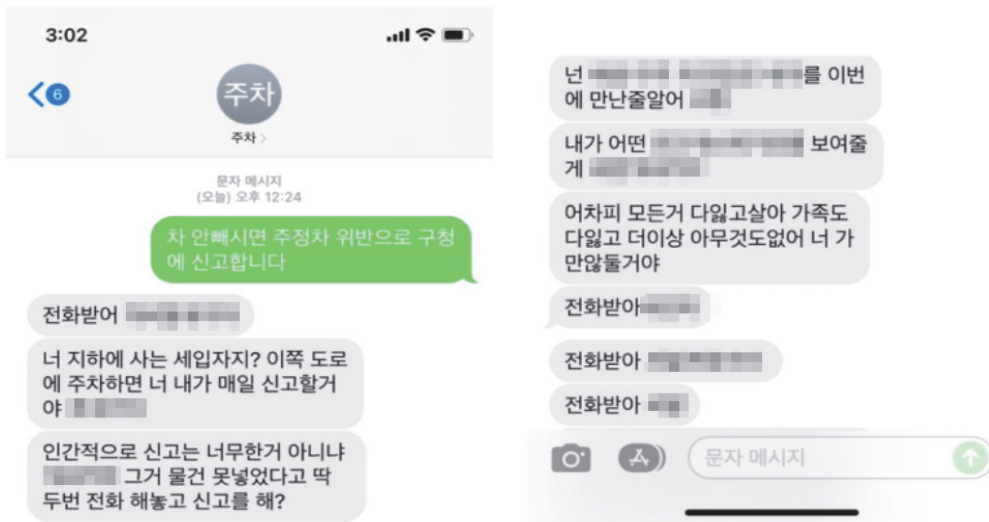 3:02
6
주차
주차
문자 메시지
(오늘) 오후 12:24
차 안빼시면 주정차 위반으로 구청
에 신고합니다
전화받어
너 지하에 사는 세입자지? 이쪽 도로
에 주차하면 너 내가 매일 신고할거
야
인간적으로 신고는 너무한거 아니냐
그거 물건 못넣었다고 딱
두번 전화 해놓고 신고를 해?
넌 를 이번
에 만난줄알어
내가 어떤 보여줄
게
어차피 모든거 다잃고살아 가족도
다잃고 더이상 아무것도없어 너 가
만않둘거야
전화받아
전화받아
전화받아
문자 메시지